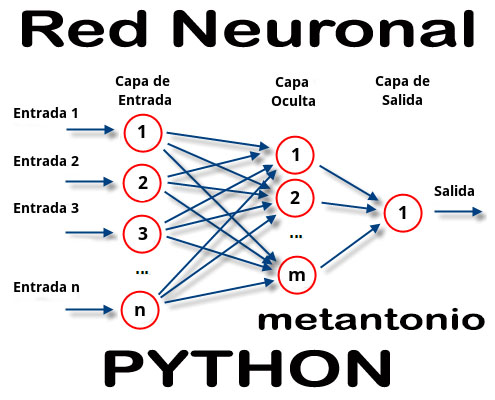 Red Neuronal
Capa de
Entrada
Capa
Oculta
Capa de
Salida
Entrada 1
Entrada 2
Entrada 3
...
Entrada n
1
2
3
...
n
1
2
...
m
1
Salida
metantonio
PYTHON